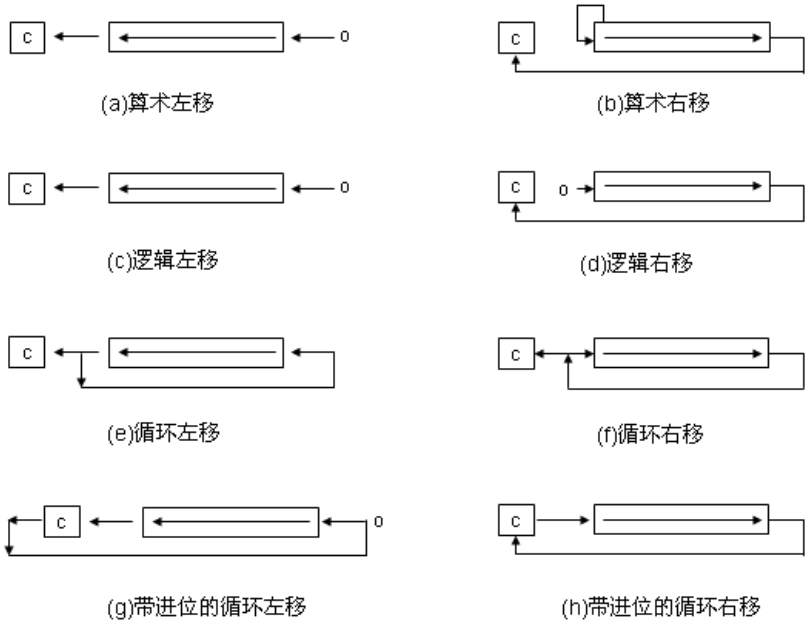 C 0 C
(a)算术左移 (b)算术右移
C 0 C 0
(c)逻辑左移 (d)逻辑右移
C C
(e)循环左移 (f)循环右移
C 0 C
(g)带进位的循环左移 (h)带进位的循环右移